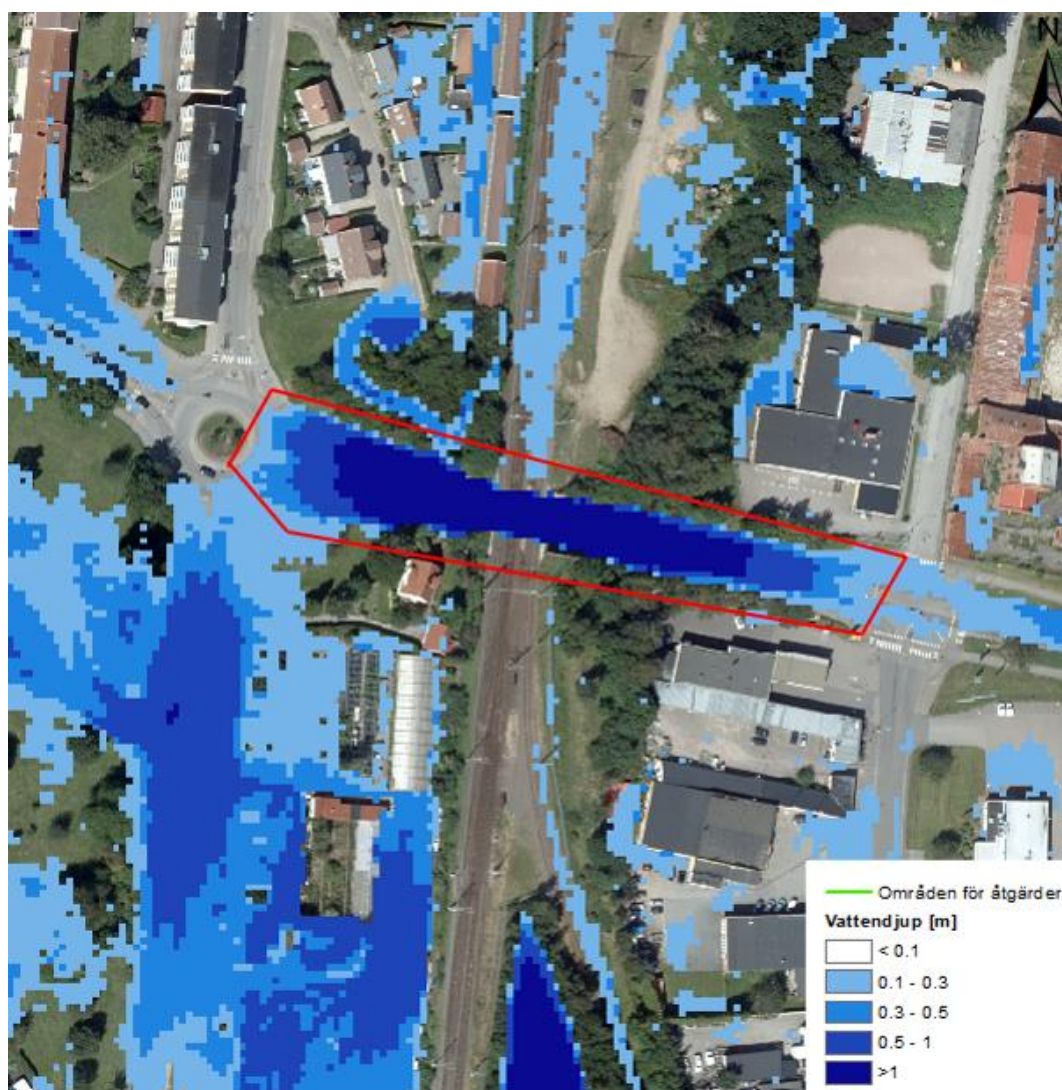 N
Områden för åtgärder
Vattendjup [m]
< 0.1
0.1 - 0.3
0.3 - 0.5
0.5 - 1
>1